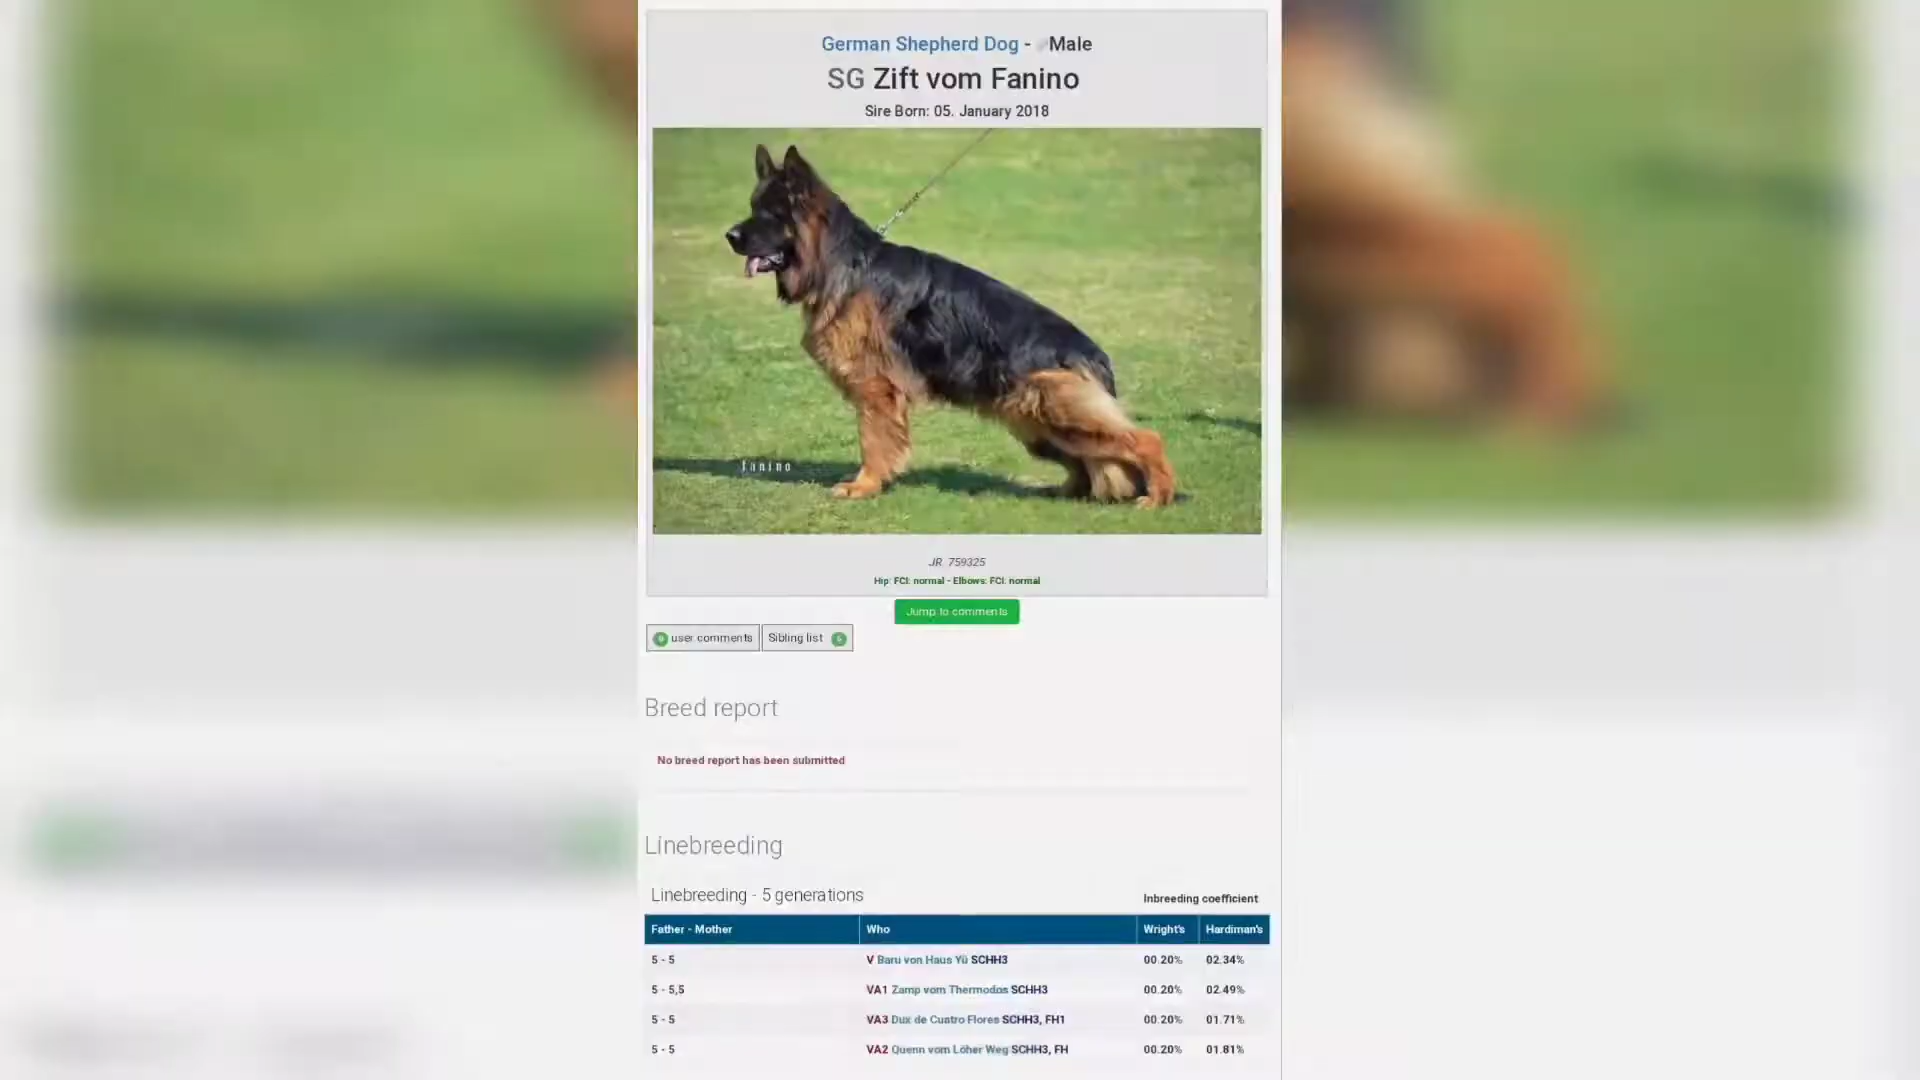 German Shepherd Dog - Male
SG Zift vom Fanino
Sire Born: 05. January 2018
fanino
JR 759325
Hip: FCI: normal - Elbows: FCI: normal
Jump to comments
user comments
Sibling list
Breed report
No breed report has been submitted
Linebreeding
Linebreeding - 5 generations
Inbreeding coefficient
Father - Mother Who Wright's Hardiman's
5 - 5 V Baru von Haus Yü SCHH3 00.20% 02.34%
5 - 5,5 VA1 Zamp vom Thermodos SCHH3 00.20% 02.49%
5 - 5 VA3 Dux de Cuatro Flores SCHH3, FH1 00.20% 01.71%
5 - 5 VA2 Quenn vom Löher Weg SCHH3, FH 00.20% 01.81%